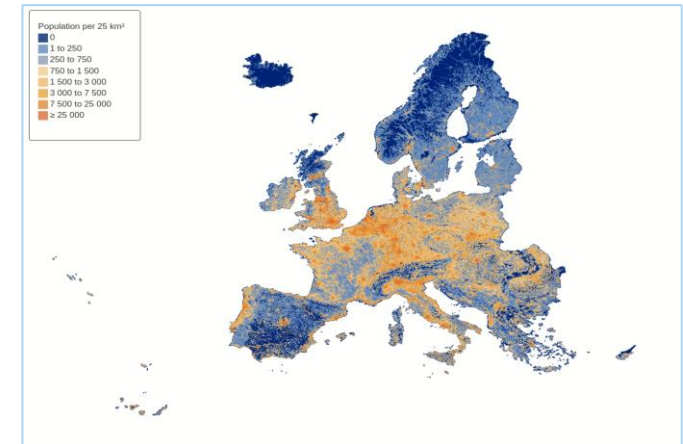 Population per 25 km²
0
1 to 250
250 to 750
750 to 1 500
1 500 to 3 000
3 000 to 7 500
7 500 to 25 000
≥ 25 000